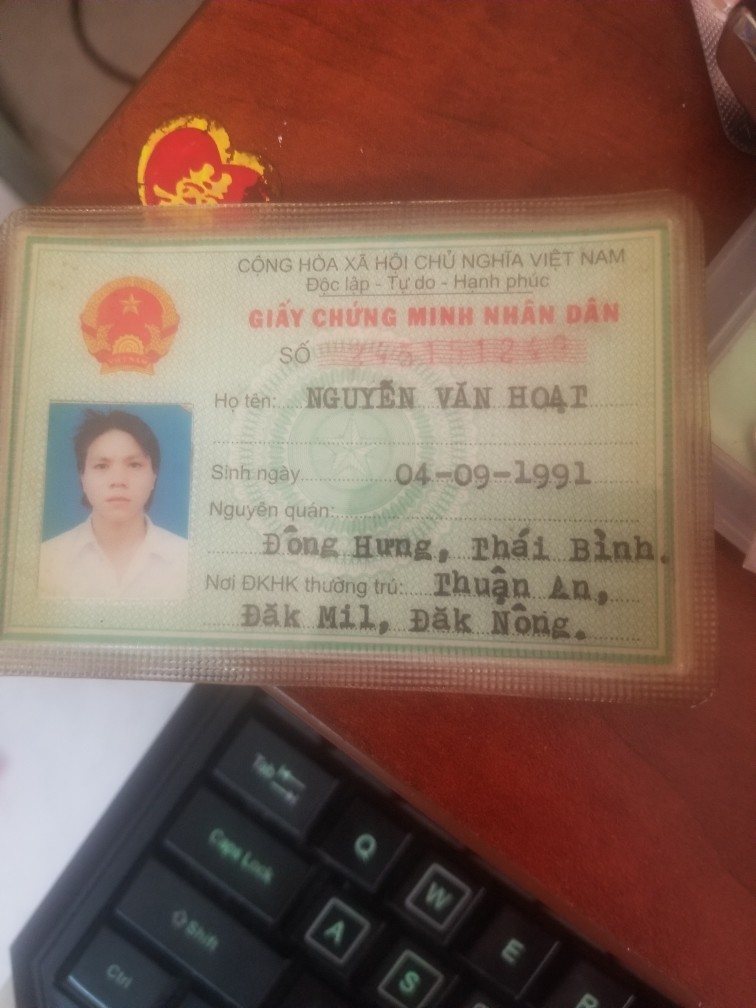 CỘNG HÒA XÃ HỘI CHỦ NGHĨA VIỆT NAM
Độc lập - Tự do - Hạnh phúc
GIẤY CHỨNG MINH NHÂN DÂN
SỐ
Họ tên: NGUYỄN VĂN HOẠT
Sinh ngày 04-09-1991
Nguyên quán:
Đông Hưng, Thái Bình.
Nơi ĐKHK thường trú: Thuận An,
Đăk Mil, Đăk Nông.
Tab
Q
W
E
Caps Lock
A
S
Shift
Ctrl